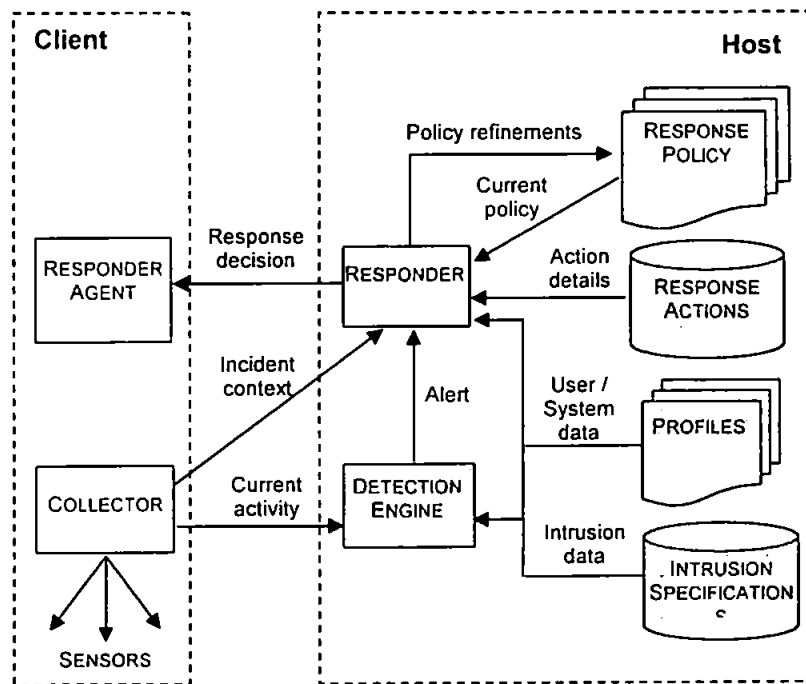 Client
Host
Policy refinements
RESPONSE
POLICY
Current
policy
Response
decision
RESPONDER
AGENT
RESPONDER
Action
details
RESPONSE
ACTIONS
Incident
context
Alert
User /
System
data
PROFILES
COLLECTOR
Current
activity
DETECTION
ENGINE
Intrusion
data
INTRUSION
SPECIFICATION
S
SENSORS